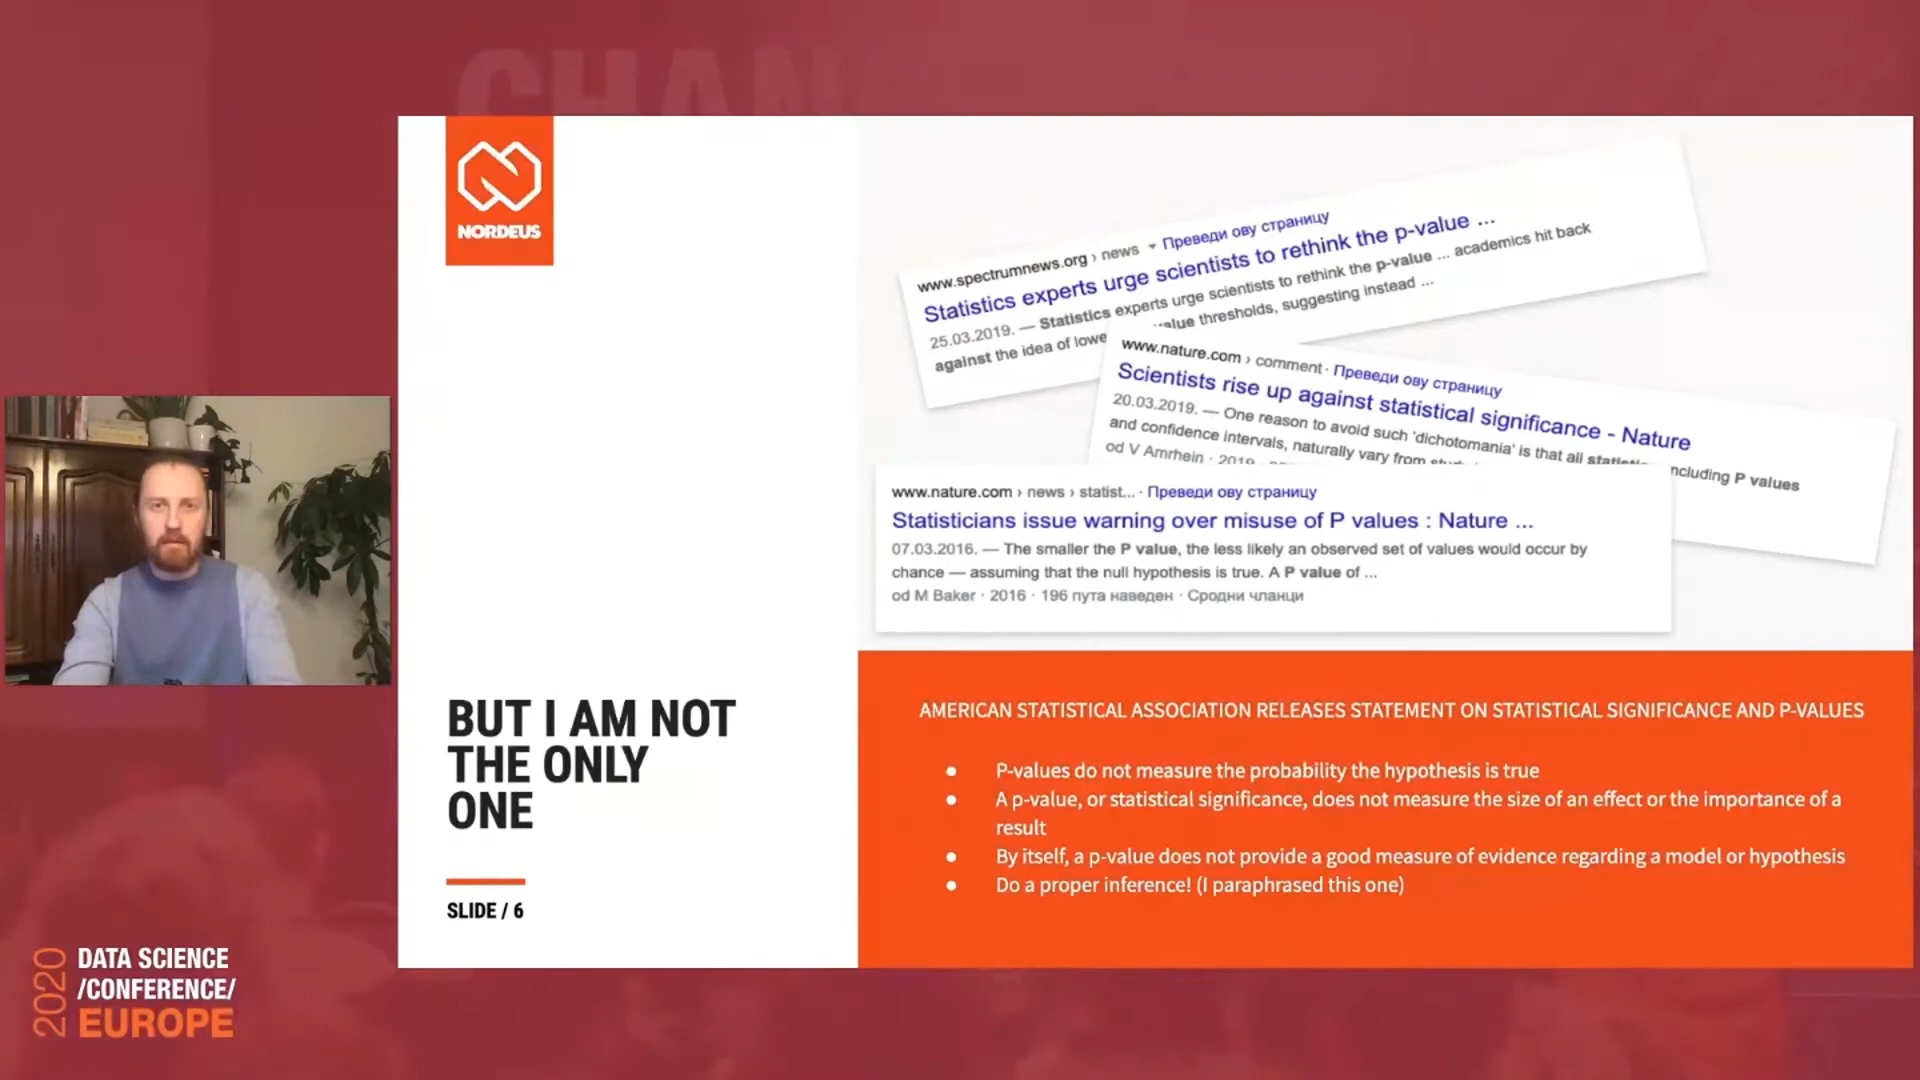 CHAN
NORDEUS
www.spectrumnews.org › news Преведи ову страницу
Statistics experts urge scientists to rethink the p-value ...
25.03.2019. — Statistics experts urge scientists to rethink the p-value ... academics hit back
against the idea of lowe value thresholds, suggesting instead ...
www.nature.com › comment · Преведи ову страницу
Scientists rise up against statistical significance - Nature
20.03.2019. — One reason to avoid such 'dichotomania' is that all including P values
and confidence intervals, naturally vary from
od V Amrhein · 2019
www.nature.com › news › statist... · Преведи ову страницу
Statisticians issue warning over misuse of P values : Nature ...
07.03.2016. — The smaller the P value, the less likely an observed set of values would occur by
chance — assuming that the null hypothesis is true. A P value of ...
od M Baker · 2016 · 196 пута наведен · Сродни чланци
BUT I AM NOT
THE ONLY
ONE
SLIDE / 6
AMERICAN STATISTICAL ASSOCIATION RELEASES STATEMENT ON STATISTICAL SIGNIFICANCE AND P-VALUES
● P-values do not measure the probability the hypothesis is true
● A p-value, or statistical significance, does not measure the size of an effect or the importance of a
result
● By itself, a p-value does not provide a good measure of evidence regarding a model or hypothesis
● Do a proper inference! (I paraphrased this one)
2020
DATA SCIENCE
/CONFERENCE/
EUROPE